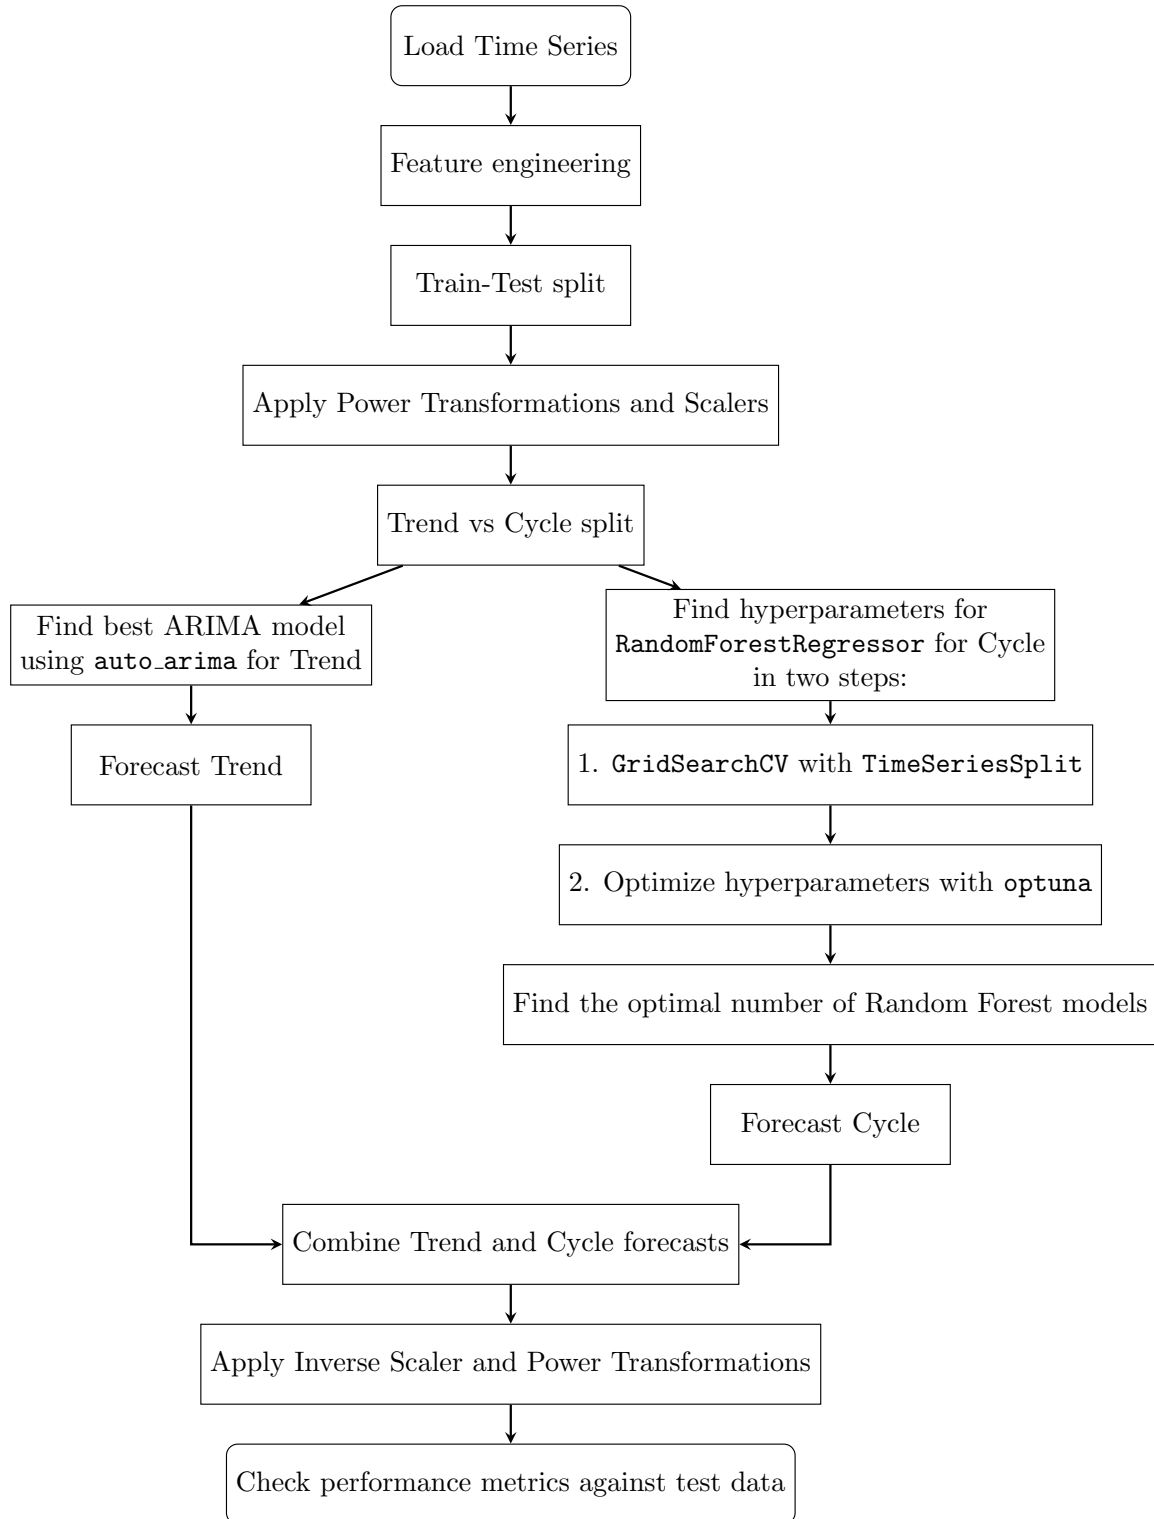 Load Time Series
Feature engineering
Train-Test split
Apply Power Transformations and Scalers
Trend vs Cycle split
Find best ARIMA model
using auto_arima for Trend
Forecast Trend
Find hyperparameters for
RandomForestRegressor for Cycle
in two steps:
1. GridSearchCV with TimeSeriesSplit
2. Optimize hyperparameters with optuna
Find the optimal number of Random Forest models
Forecast Cycle
Combine Trend and Cycle forecasts
Apply Inverse Scaler and Power Transformations
Check performance metrics against test data